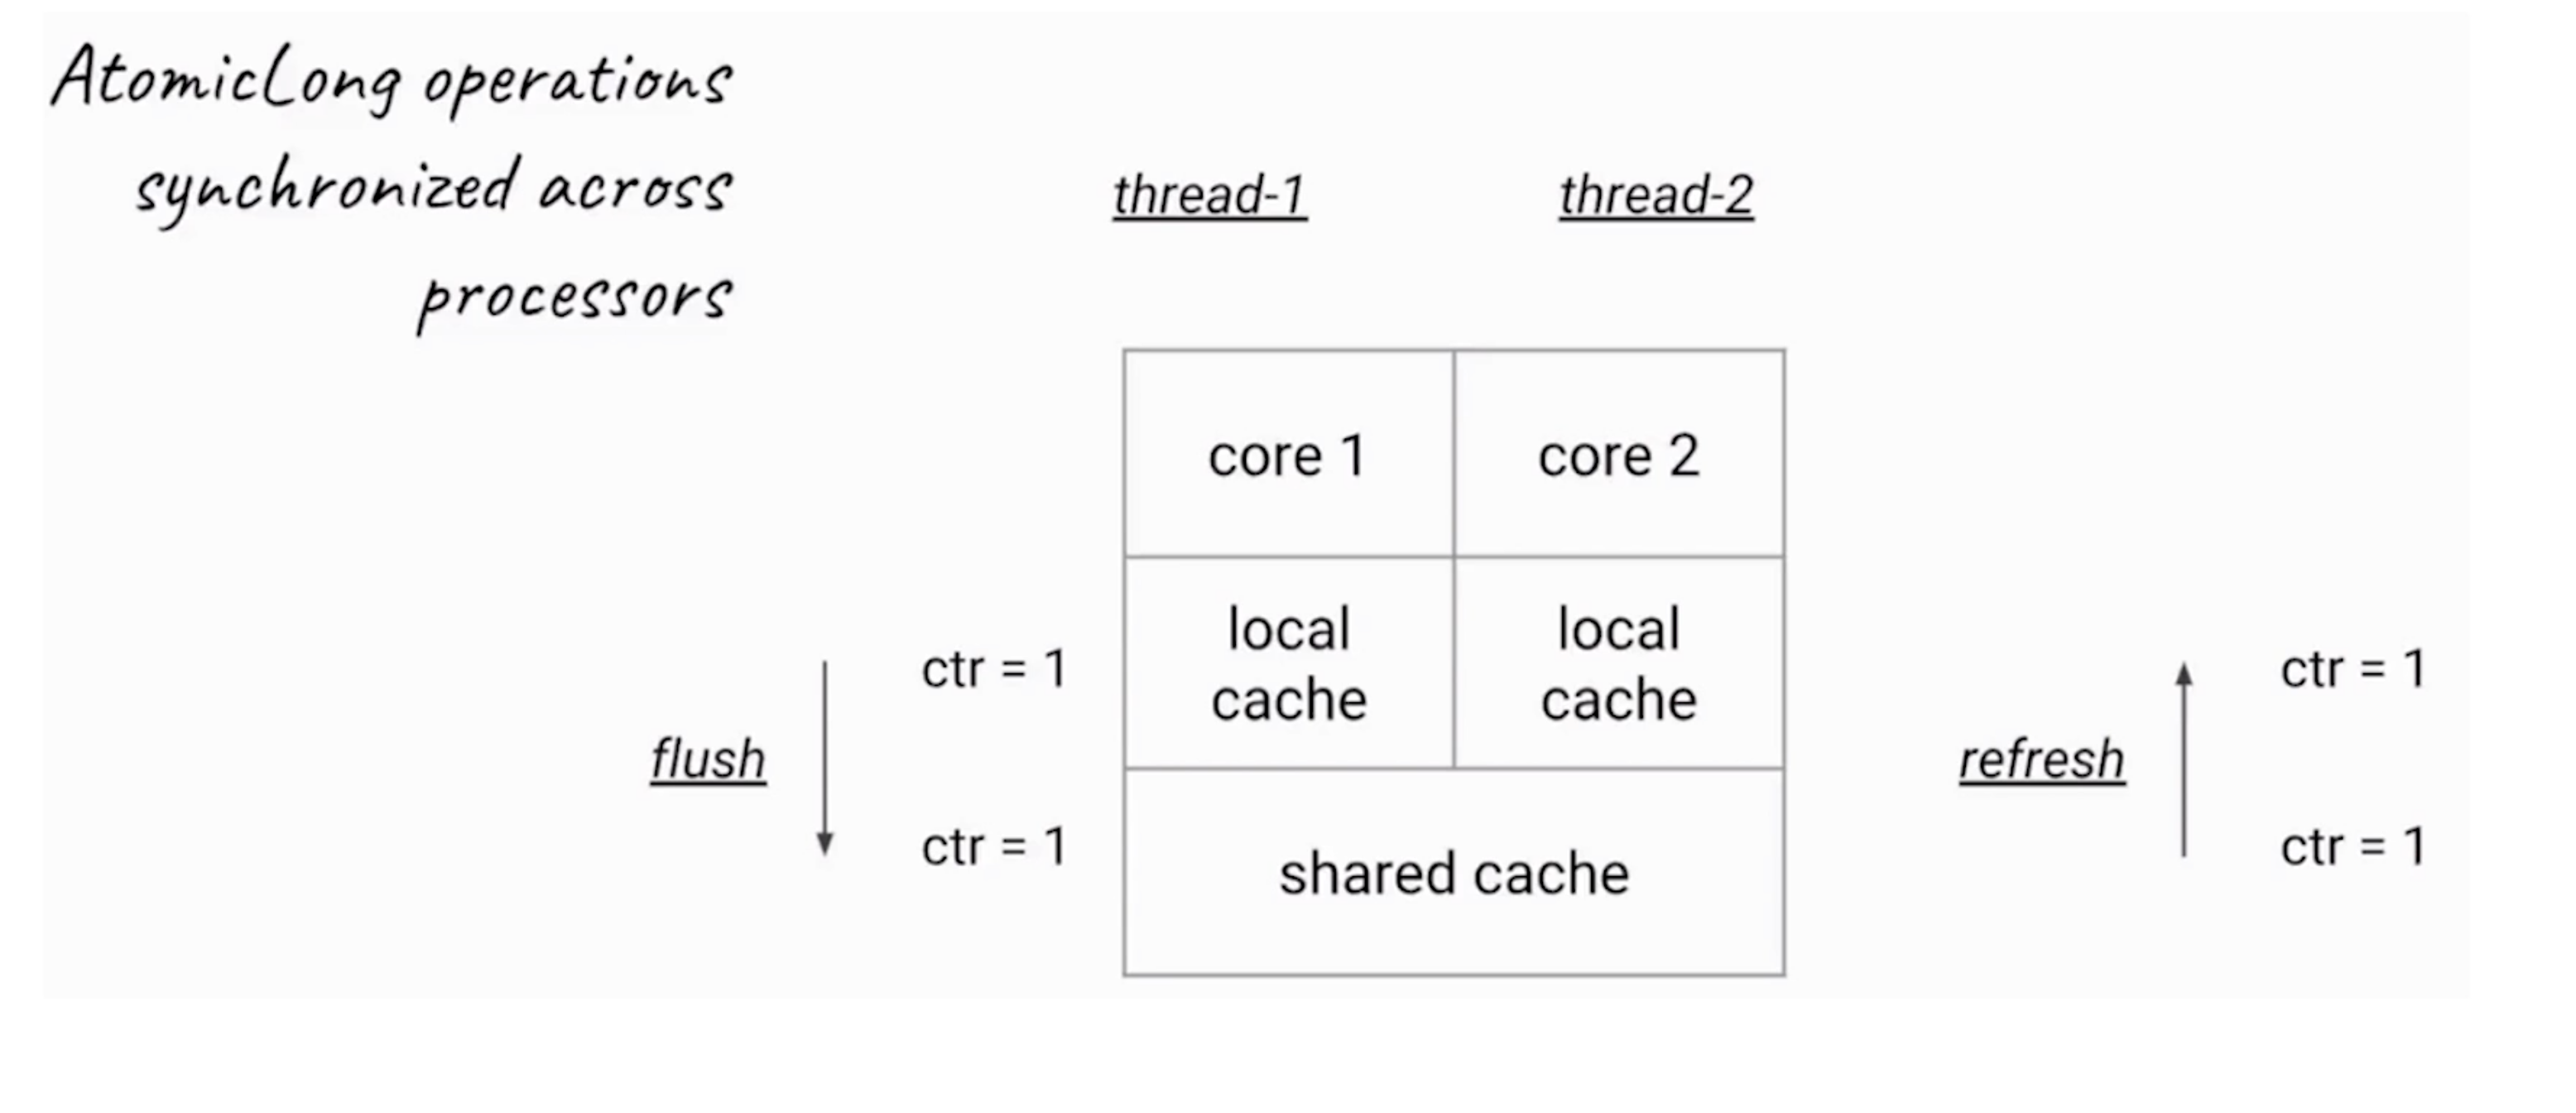 AtomicLong operations
synchronized across
processors
thread-1
thread-2
core 1
core 2
local
cache
local
cache
shared cache
flush
ctr = 1
ctr = 1
refresh
ctr = 1
ctr = 1